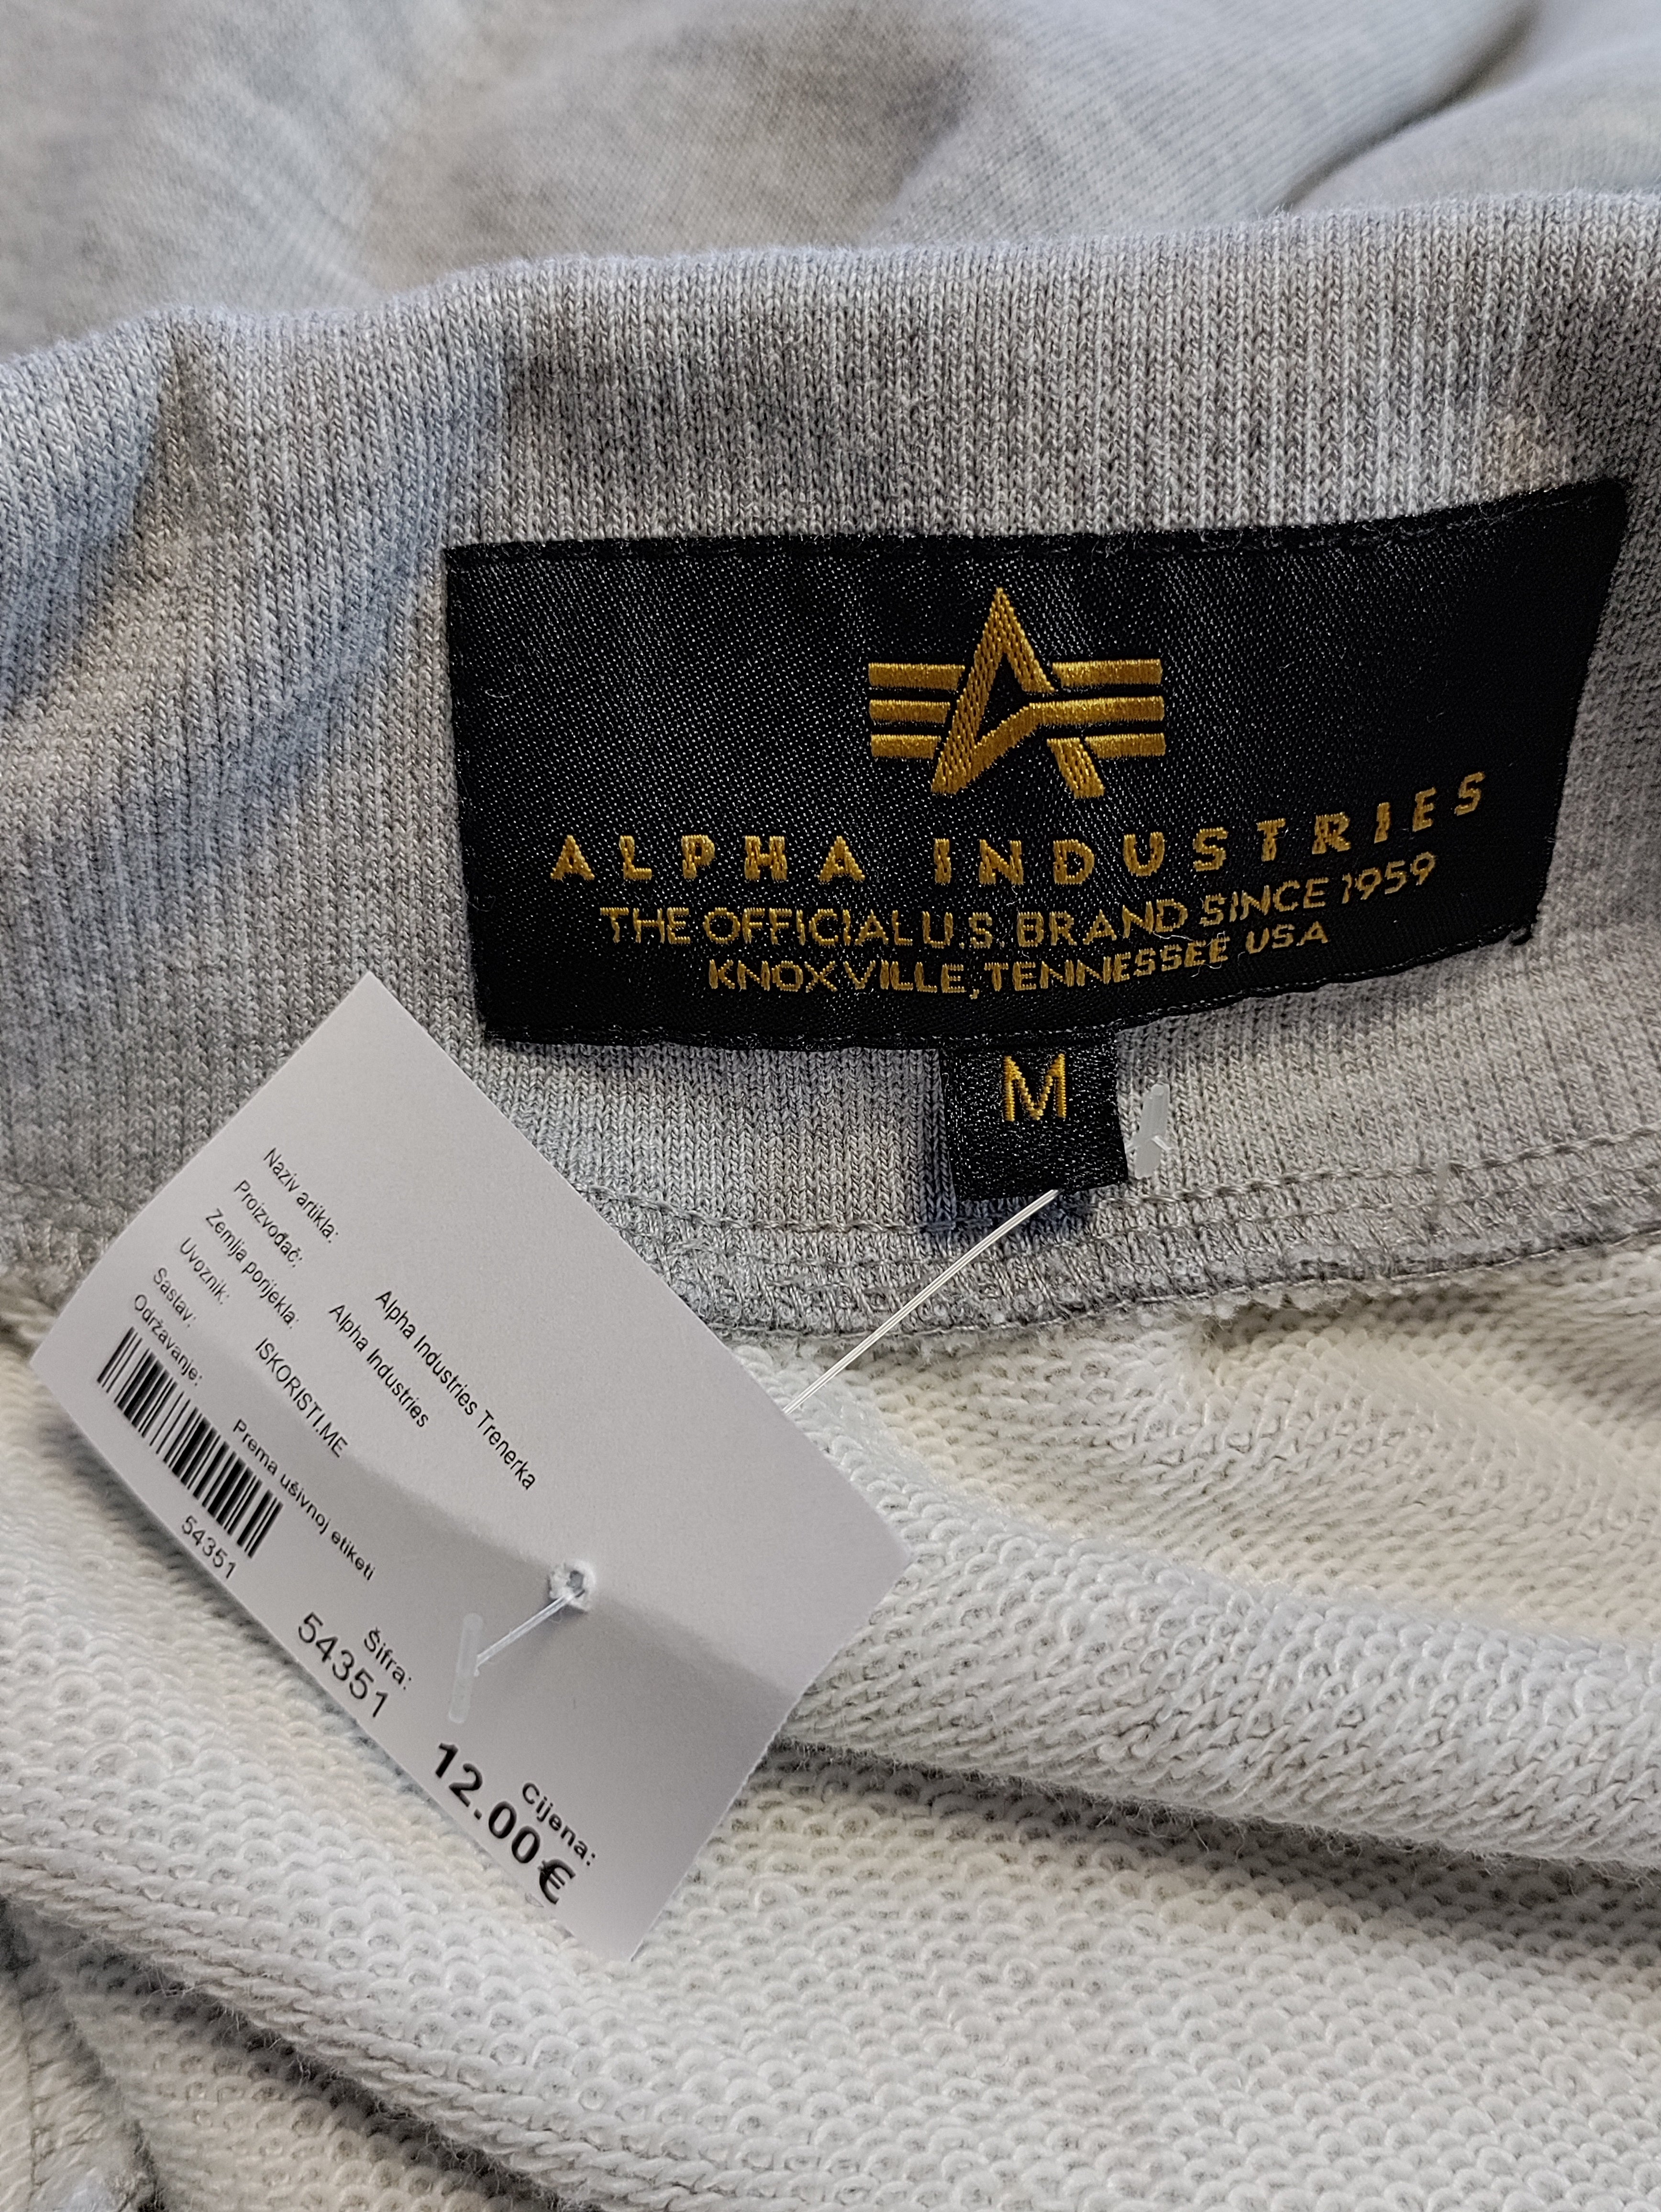 ALPHA INDUSTRIES
THE OFFICIAL U.S. BRAND SINCE 1959
KNOXVILLE, TENNESSEE USA
M
Naziv artikla: Alpha Industries Trenerka
Proizvođač: Alpha Industries
Zemlja porijekla:
Uvoznik: ISKORISTI.ME
Sastav:
Održavanje: Prema ušivnoj etiketi
54351
Šifra:
54351
Cijena:
12.00€